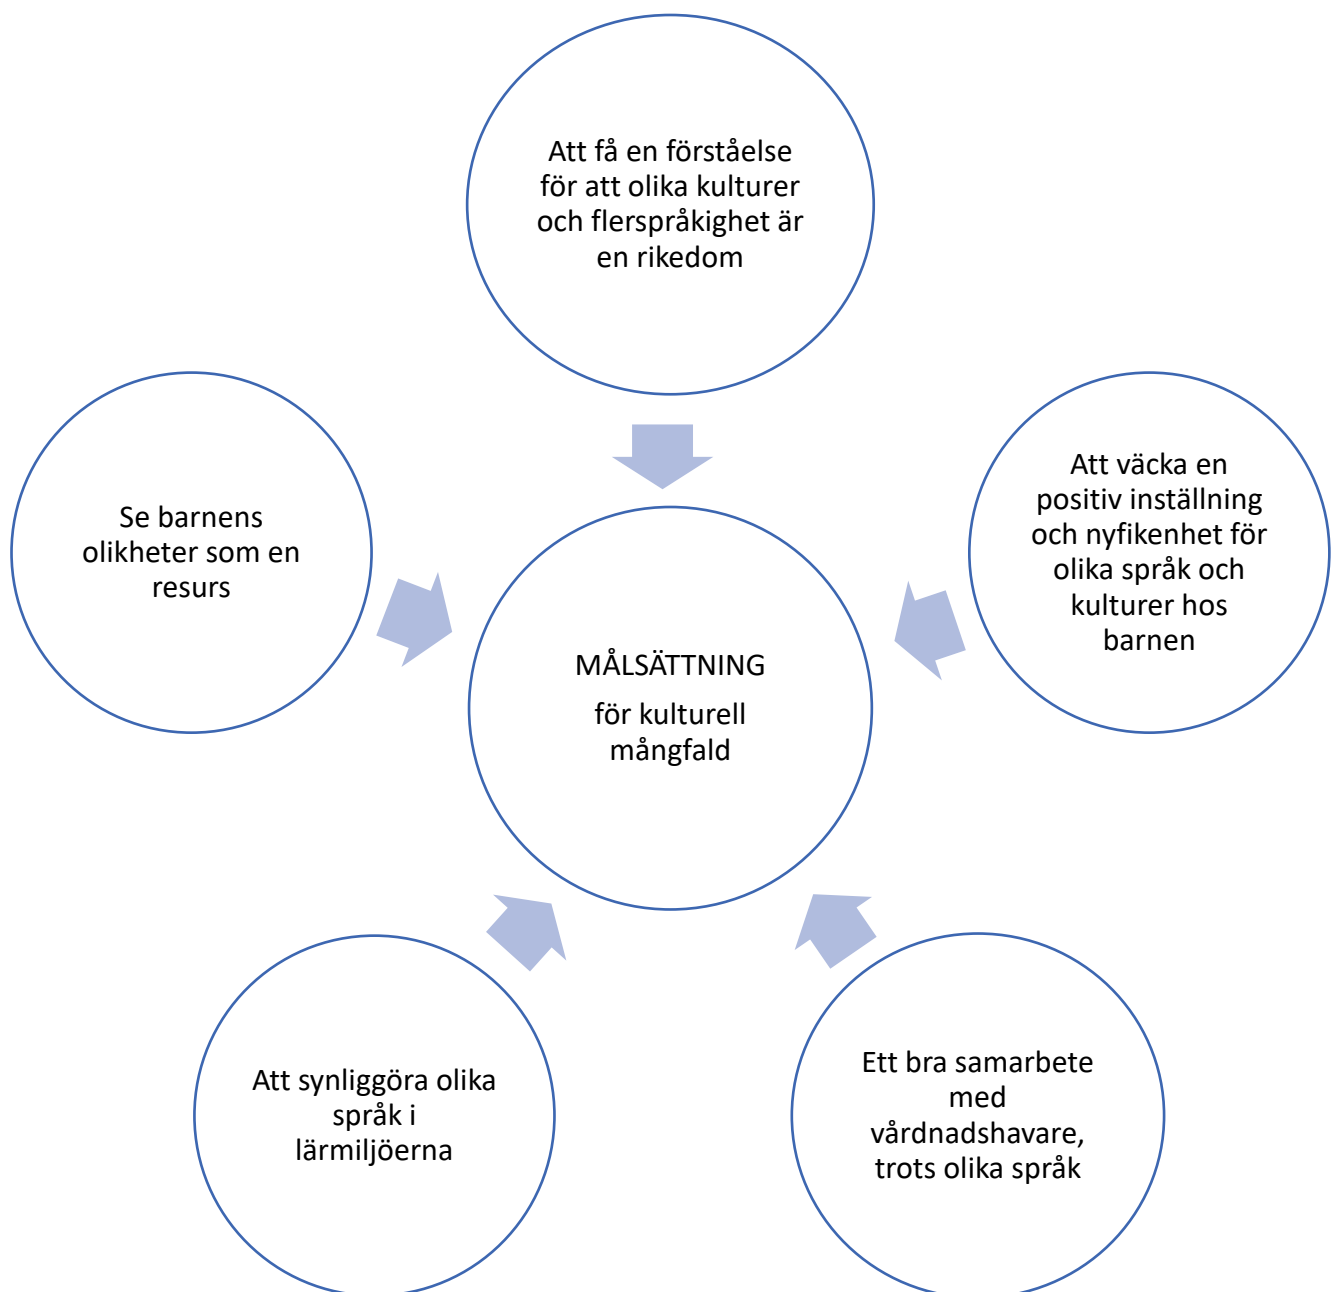 Att få en förståelse
för att olika kulturer
och flerspråkighet är
en rikedom
Att väcka en
positiv inställning
och nyfikenhet för
olika språk och
kulturer hos
barnen
Se barnens
olikheter som en
resurs
MÅLSÄTTNING
för kulturell
mångfald
Att synliggöra olika
språk i
lärmiljöerna
Ett bra samarbete
med
vårdnadshavare,
trots olika språk